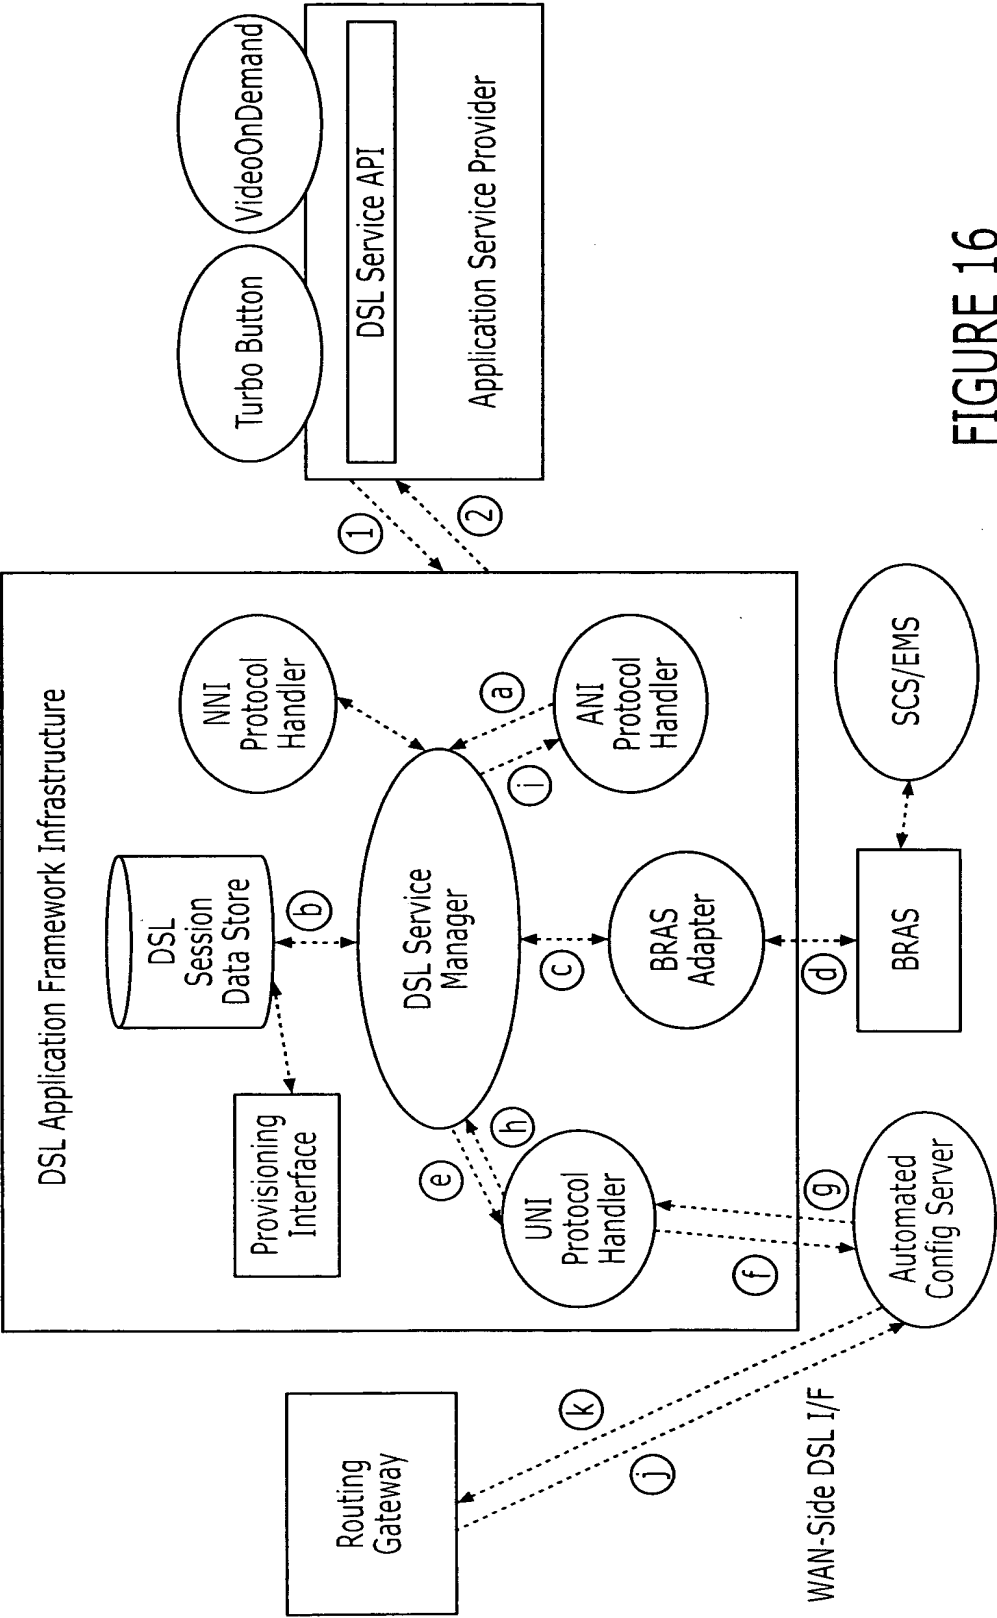 DSL Application Framework Infrastructure
Provisioning
Interface
DSL
Session
Data Store
NNI
Protocol
Handler
Turbo Button
VideoOnDemand
DSL Service API
Application Service Provider
1
2
b
a
i
DSL Service
Manager
e
h
c
UNI
Protocol
Handler
BRAS
Adapter
ANI
Protocol
Handler
Routing
Gateway
k
j
f
g
d
WAN-Side DSL I/F
Automated
Config Server
BRAS
SCS/EMS
FIGURE 16